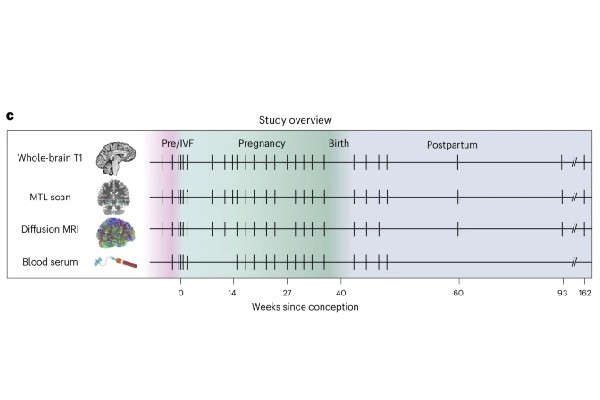 c
Study overview
Pre/IVF Pregnancy Birth Postpartum
Whole-brain T1
MTL scan
Diffusion MRI
Blood serum
0 14 27 40 60 93 162
Weeks since conception